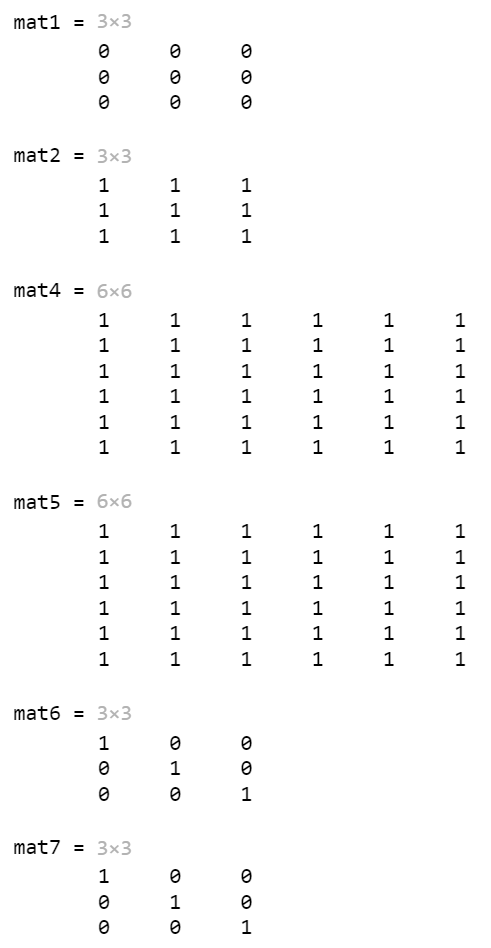 mat1 = 3×3
0 0 0
0 0 0
0 0 0
mat2 = 3×3
1 1 1
1 1 1
1 1 1
mat4 = 6×6
1 1 1 1 1 1
1 1 1 1 1 1
1 1 1 1 1 1
1 1 1 1 1 1
1 1 1 1 1 1
1 1 1 1 1 1
mat5 = 6×6
1 1 1 1 1 1
1 1 1 1 1 1
1 1 1 1 1 1
1 1 1 1 1 1
1 1 1 1 1 1
1 1 1 1 1 1
mat6 = 3×3
1 0 0
0 1 0
0 0 1
mat7 = 3×3
1 0 0
0 1 0
0 0 1